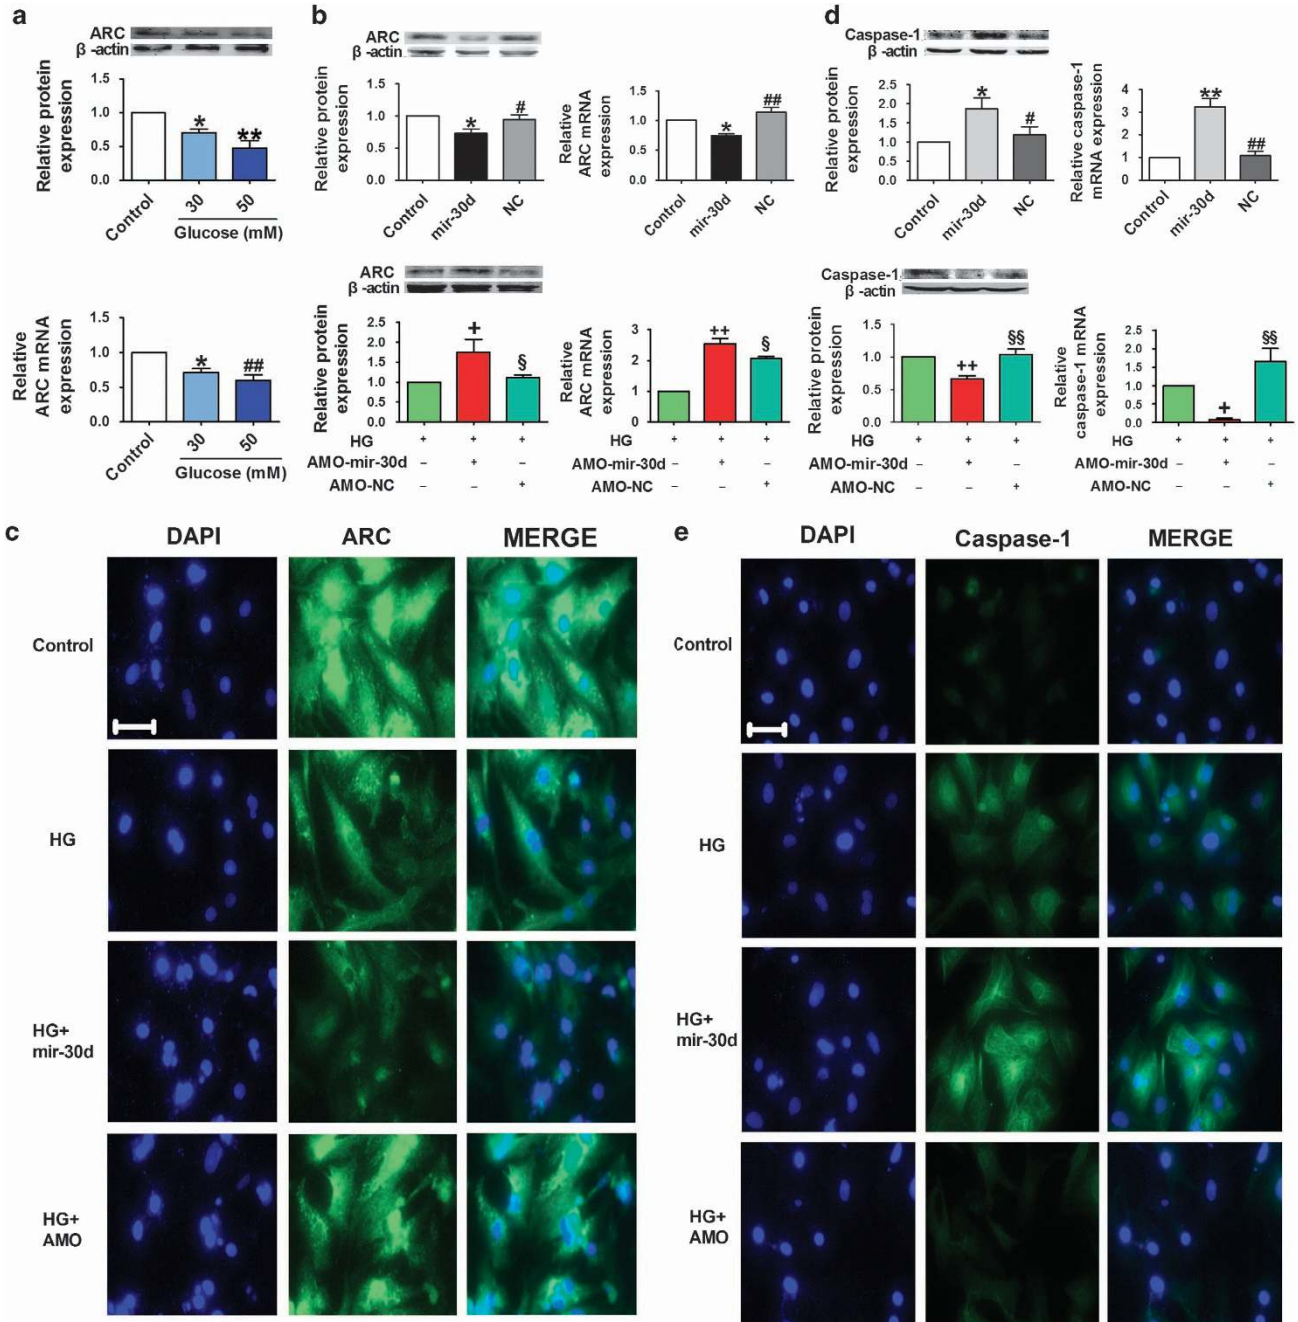 a
ARC
β -actin
Relative protein
expression
1.5
1.0
0.5
0.0
*
**
Control
30
50
Glucose (mM)
Relative
ARC mRNA
expression
1.5
1.0
0.5
0.0
*
##
Control
30
50
Glucose (mM)
b
ARC
β -actin
Relative protein
expression
1.5
1.0
0.5
0.0
*
#
Control
mir-30d
NC
Relative
ARC mRNA
expression
1.5
1.0
0.5
0.0
*
##
Control
mir-30d
NC
ARC
β -actin
Relative protein
expression
2.5
2.0
1.5
1.0
0.5
0.0
+
§
HG + + +
AMO-mir-30d – + –
AMO-NC – – +
Relative
ARC mRNA
expression
3
2
1
0
++
§
HG + + +
AMO-mir-30d – + –
AMO-NC – – +
d
Caspase-1
β -actin
Relative protein
expression
2.5
2.0
1.5
1.0
0.5
0.0
*
#
Control
mir-30d
NC
Relative caspase-1
mRNA expression
4
3
2
1
0
**
##
Control
mir-30d
NC
Caspase-1
β -actin
Relative protein
expression
1.5
1.0
0.5
0.0
++
§§
HG + + +
AMO-mir-30d – + –
AMO-NC – – +
Relative
caspase-1 mRNA
expression
2.5
2.0
1.5
1.0
0.5
0.0
+
§§
HG + + +
AMO-mir-30d – + –
AMO-NC – – +
c
DAPI ARC MERGE
Control
HG
HG+
mir-30d
HG+
AMO
e
DAPI Caspase-1 MERGE
Control
HG
HG+
mir-30d
HG+
AMO